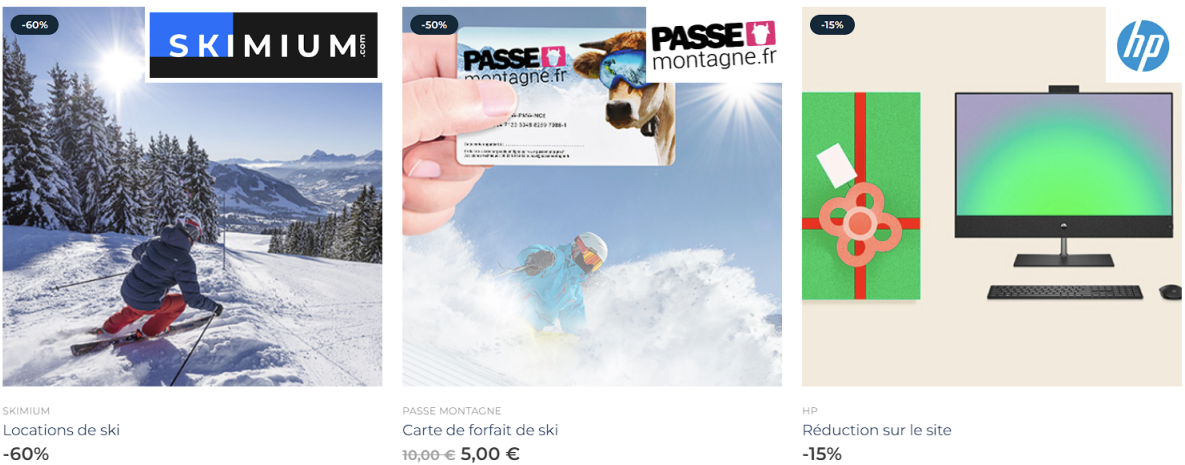 -60%
SKIMIUM.com
SKIMIUM
Locations de ski
-60%
-50%
PASSE
montagne.fr
PASSE
montagne.fr
PASSE MONTAGNE
Carte de forfait de ski
10,00 € 5,00 €
-15%
hp
HP
Réduction sur le site
-15%